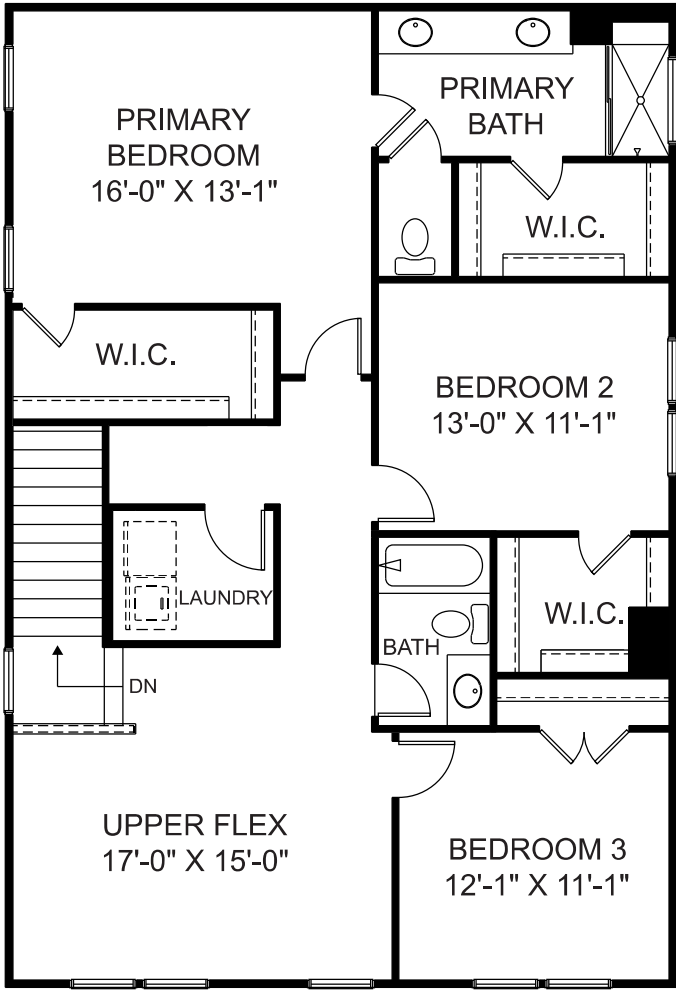 PRIMARY
BEDROOM
16'-0" X 13'-1"
PRIMARY
BATH
W.I.C.
W.I.C.
BEDROOM 2
13'-0" X 11'-1"
LAUNDRY
W.I.C.
BATH
DN
UPPER FLEX
17'-0" X 15'-0"
BEDROOM 3
12'-1" X 11'-1"